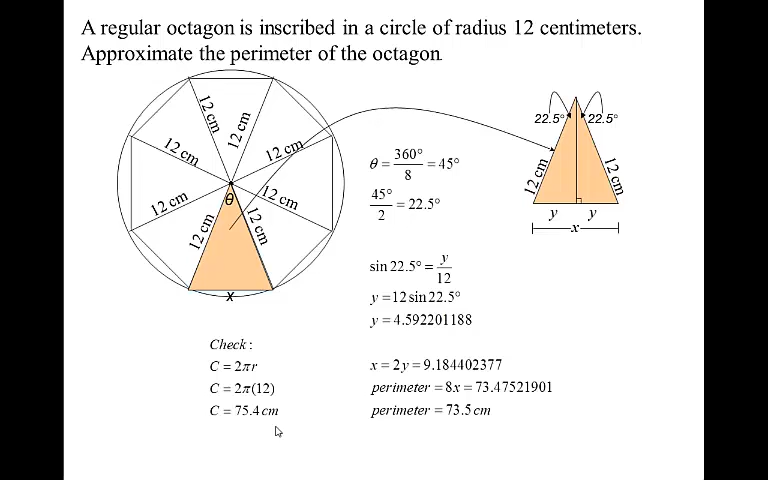 A regular octagon is inscribed in a circle of radius 12 centimeters.
Approximate the perimeter of the octagon.
12 cm
12 cm
12 cm
12 cm
12 cm
12 cm
12 cm
12 cm
θ
x
22.5°
22.5°
12 cm
12 cm
y
y
x
θ = 360°/8 = 45°
45°/2 = 22.5°
sin 22.5° = y/12
y = 12 sin 22.5°
y = 4.592201188
Check:
C = 2πr
C = 2π(12)
C = 75.4 cm
x = 2y = 9.184402377
perimeter = 8x = 73.47521901
perimeter = 73.5 cm